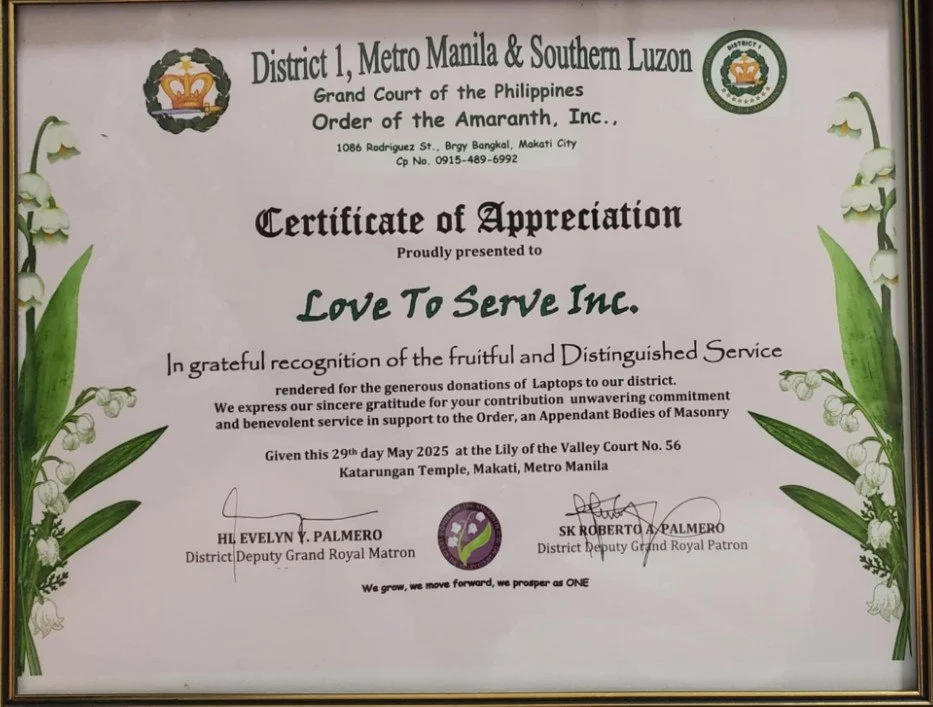 District 1, Metro Manila & Southern Luzon
DISTRICT 1
Grand Court of the Philippines
Order of the Amaranth, Inc.,
1086 Rodriguez St., Brgy Bangkal, Makati City
Cp No. 0915-489-6992
Certificate of Appreciation
Proudly presented to
Love To Serve Inc.
In grateful recognition of the fruitful and Distinguished Service
rendered for the generous donations of Laptops to our district.
We express our sincere gratitude for your contribution unwavering commitment
and benevolent service in support to the Order, an Appendant Bodies of Masonry
Given this 29th day May 2025 at the Lily of the Valley Court No. 56
Katarungan Temple, Makati, Metro Manila
HL EVELYN Y. PALMERO
District Deputy Grand Royal Matron
SK ROBERTO A. PALMERO
District Deputy Grand Royal Patron
We grow, we move forward, we prosper as ONE